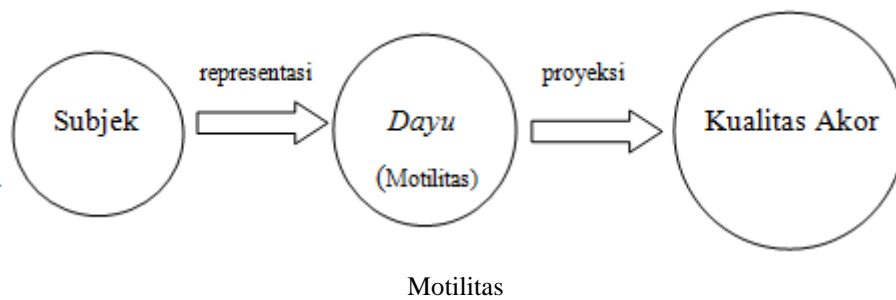 representasi
proyeksi
Subjek
Dayu
(Motilitas)
Kualitas Akor
Motilitas